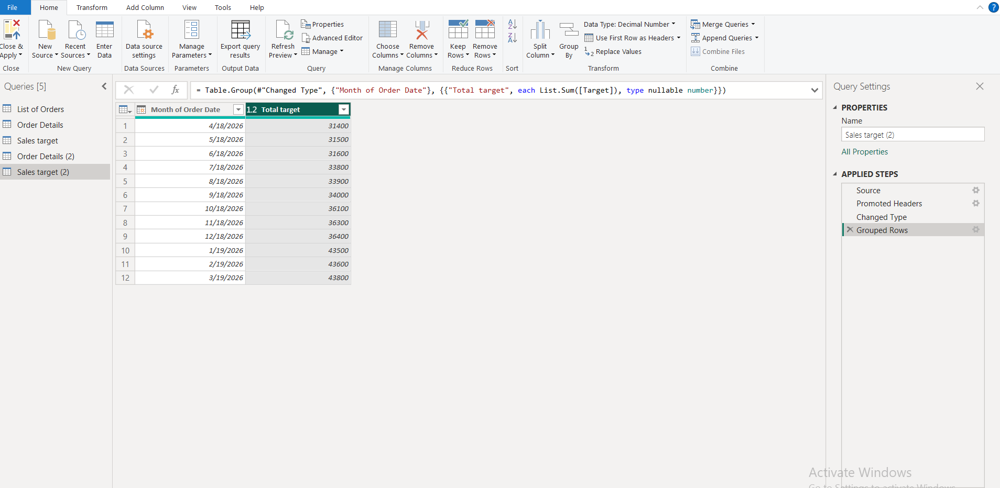 File Home Transform Add Column View Tools Help
Close & Apply
Close
New Source
Recent Sources
Enter Data
New Query
Data source settings
Data Sources
Manage Parameters
Parameters
Export query results
Output Data
Refresh Preview
Properties
Advanced Editor
Manage
Query
Choose Columns
Remove Columns
Manage Columns
Keep Rows
Remove Rows
Reduce Rows
Sort
Split Column
Group By
Data Type: Decimal Number
Use First Row as Headers
Replace Values
Transform
Merge Queries
Append Queries
Combine Files
Combine
Queries [5]
List of Orders
Order Details
Sales target
Order Details (2)
Sales target (2)
fx = Table.Group(#"Changed Type", {"Month of Order Date"}, {{"Total target", each List.Sum([Target]), type nullable number}})
Month of Order Date 1.2 Total target
1 4/18/2026 31400
2 5/18/2026 31500
3 6/18/2026 31600
4 7/18/2026 33800
5 8/18/2026 33900
6 9/18/2026 34000
7 10/18/2026 36100
8 11/18/2026 36300
9 12/18/2026 36400
10 1/19/2026 43500
11 2/19/2026 43600
12 3/19/2026 43800
Query Settings
PROPERTIES
Name
Sales target (2)
All Properties
APPLIED STEPS
Source
Promoted Headers
Changed Type
Grouped Rows
Activate Windows
Go to Settings to activate Windows.